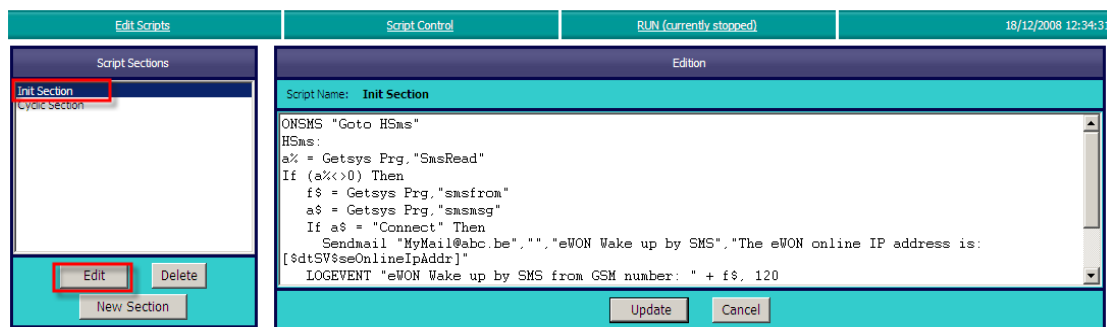 Edit Scripts
Script Control
RUN (currently stopped)
18/12/2008 12:34:31
Script Sections
Init Section
Cyclic Section
Edit
Delete
New Section
Edition
Script Name: Init Section
ONSMS "Goto HSms"
HSms:
a% = Getsys Prg,"SmsRead"
If (a%<>0) Then
f$ = Getsys Prg,"smsfrom"
a$ = Getsys Prg,"smsmsg"
If a$ = "Connect" Then
Sendmail "MyMail@abc.be","","eWON Wake up by SMS","The eWON online IP address is:
[$dtSV$seOnlineIpAddr]"
LOGEVENT "eWON Wake up by SMS from GSM number: " + f$, 120
Update
Cancel